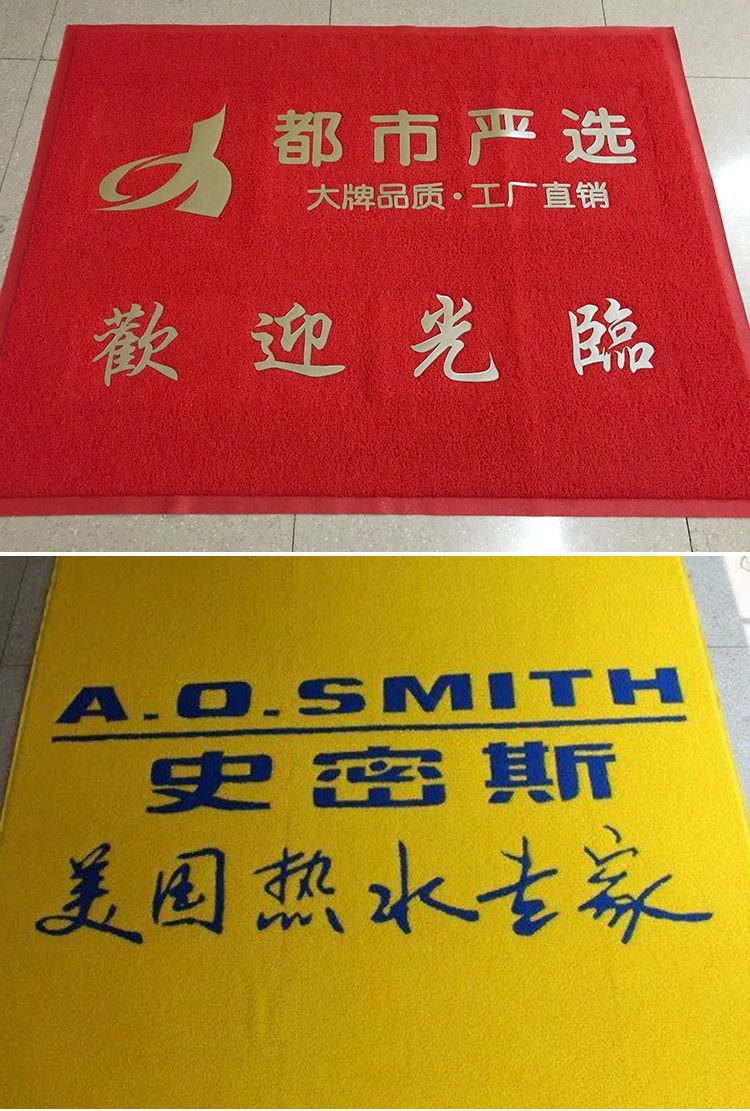 都市严选
大牌品质·工厂直销
歡迎光臨
A.O.SMITH
史密斯
美国热水专家